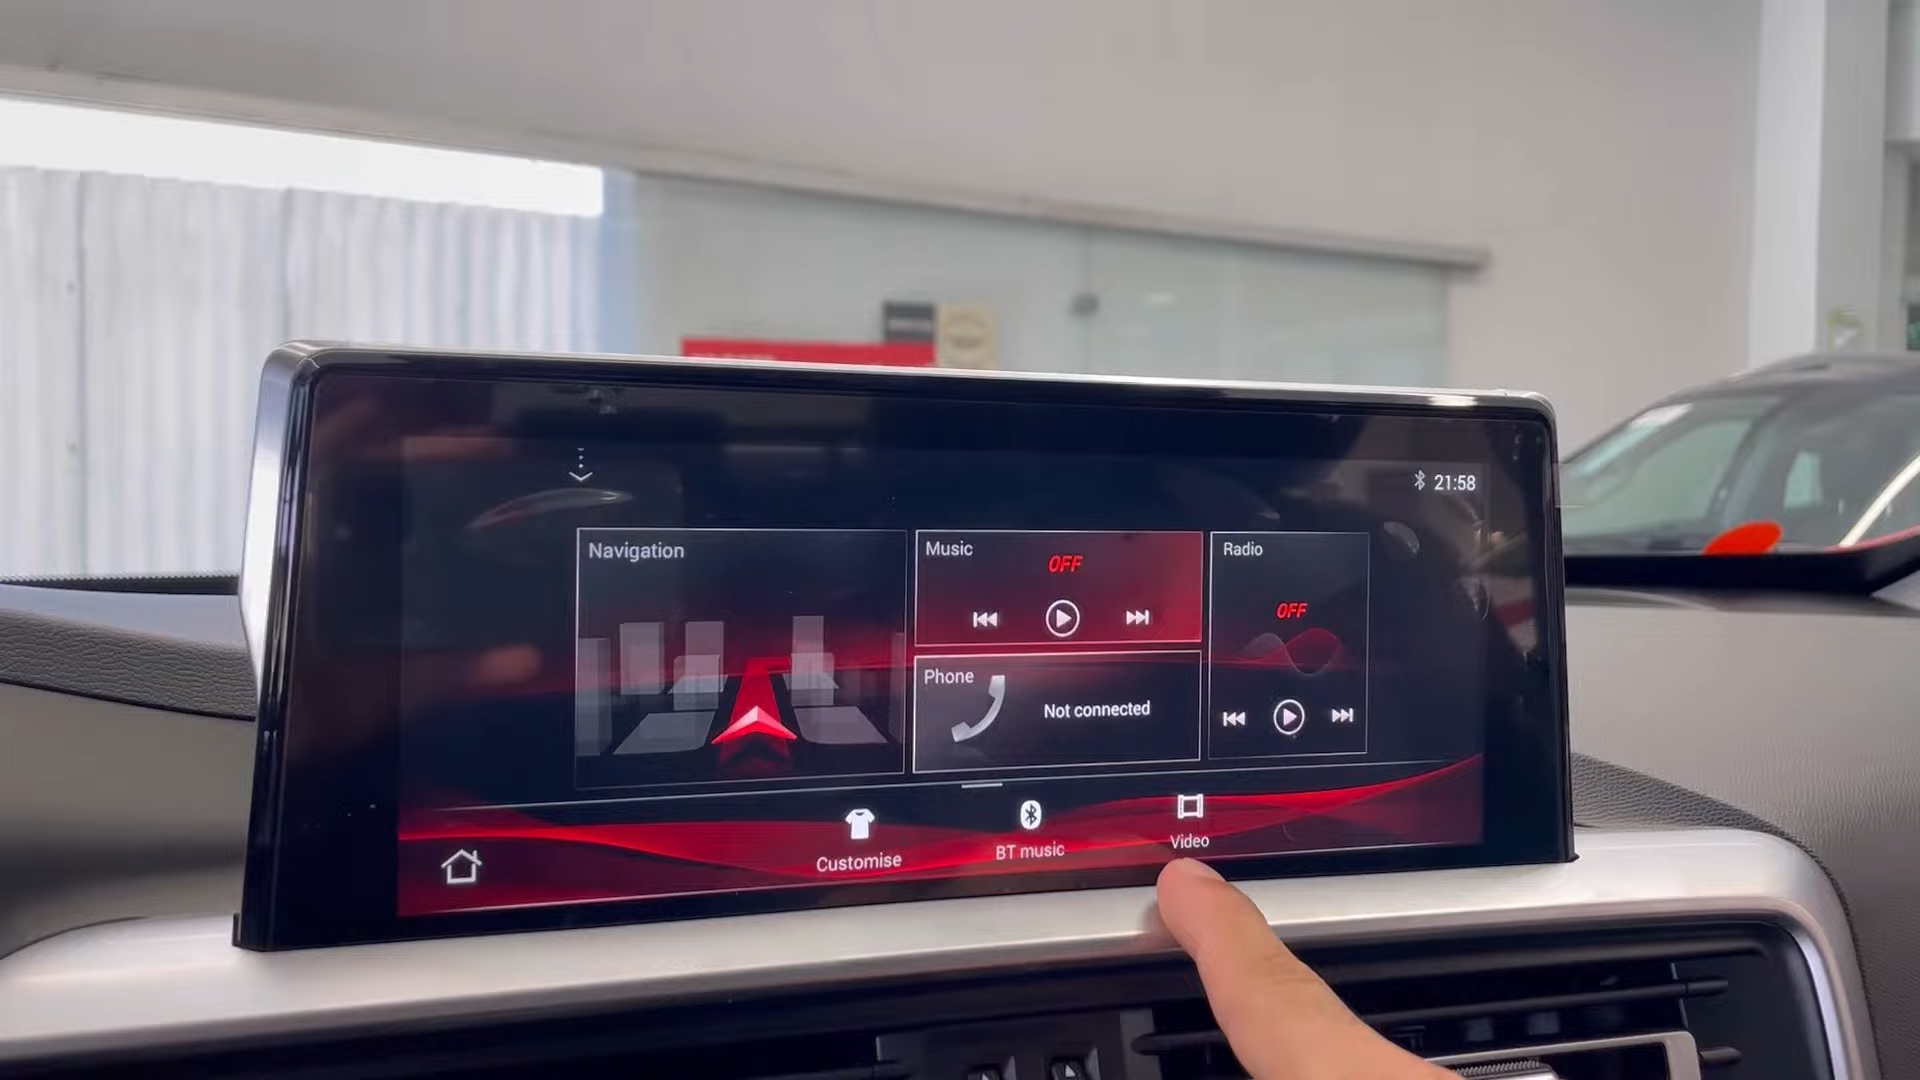 21:58
Navigation
Music
OFF
Radio
OFF
Phone
Not connected
Customise
BT music
Video